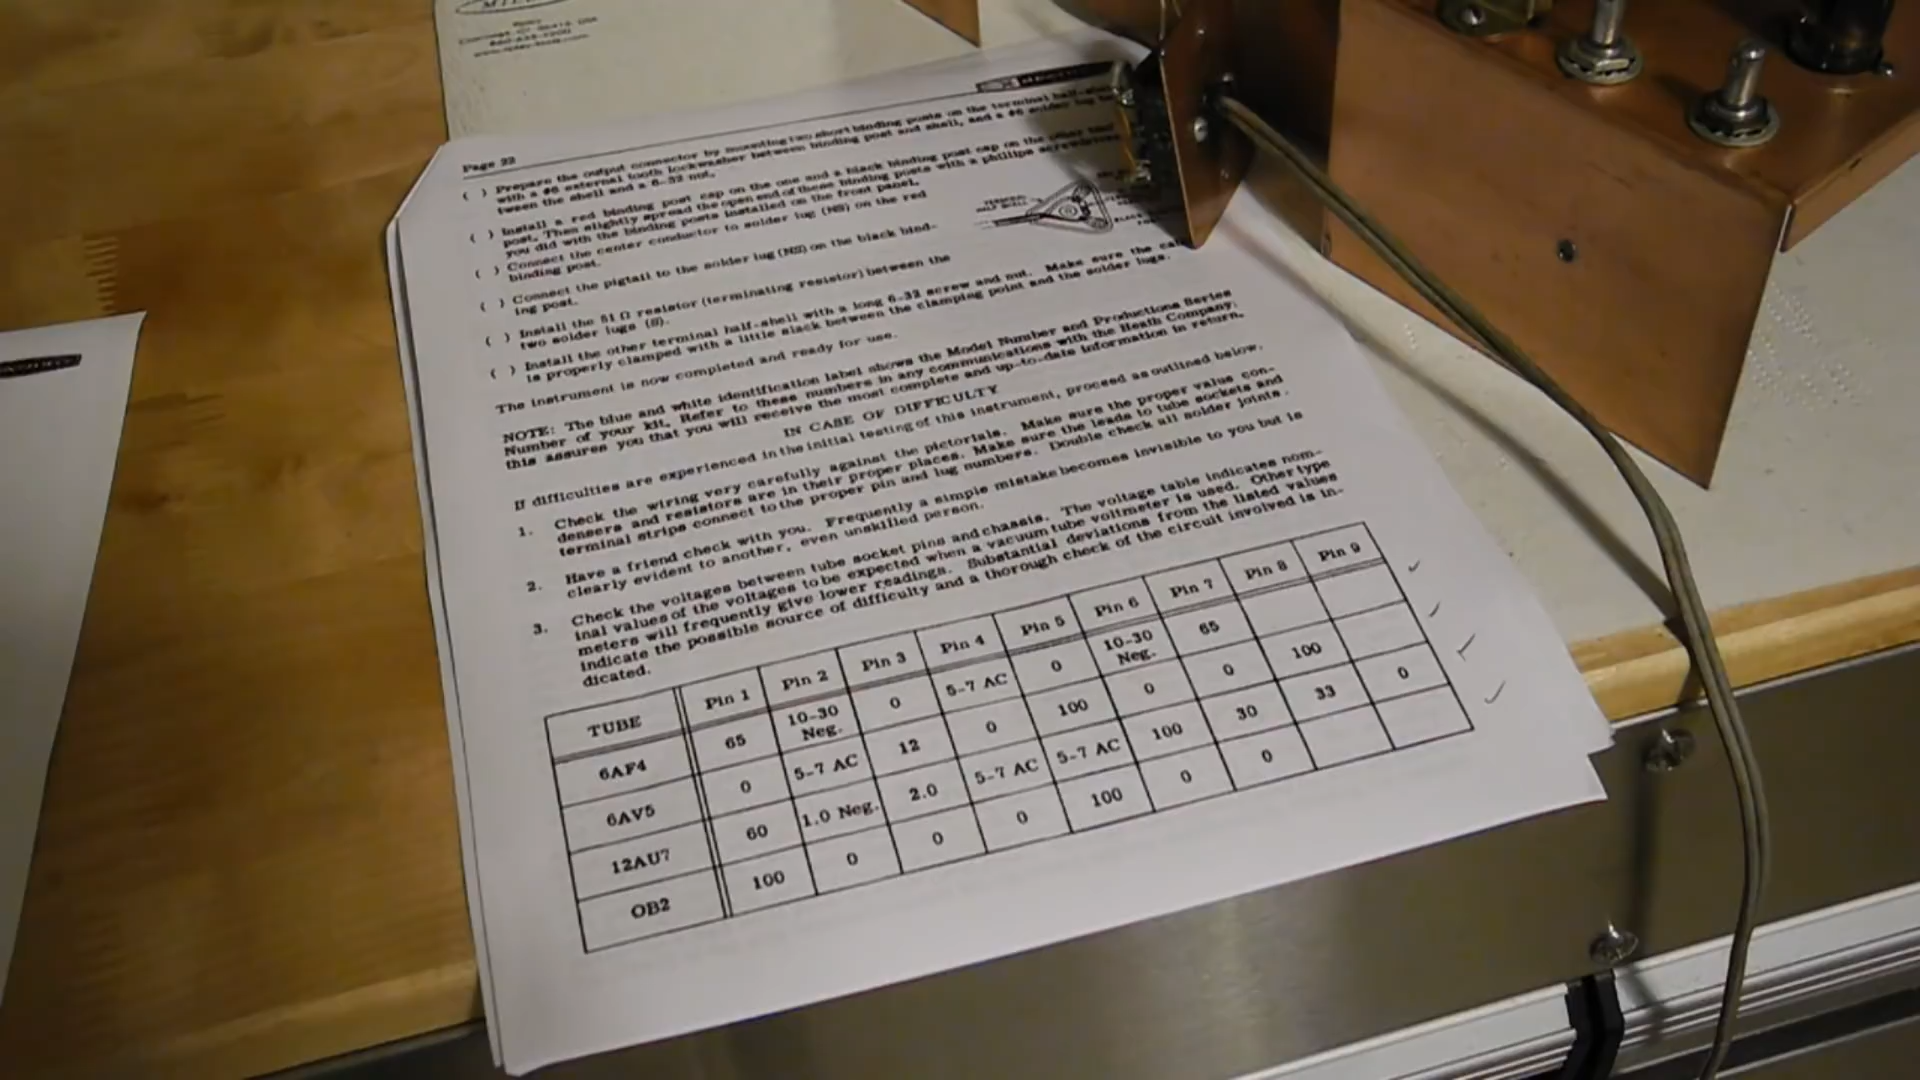 Page 22
( ) Prepare the output connector by mounting two short binding posts on the terminal half-shell
with a #6 external tooth lockwasher between binding post and shell, and a #6 solder lug be-
tween the shell and a 6-32 nut.
( ) Install a red binding post cap on the one and a black binding post cap on the other binding
post. Then slightly spread the open end of these binding posts with a phillips screwdriver as
you did with the binding posts installed on the front panel.
( ) Connect the center conductor to solder lug (NS) on the red
binding post.
( ) Connect the pigtail to the solder lug (NS) on the black bind-
ing post.
( ) Install the 51 Ω resistor (terminating resistor) between the
two solder lugs (S).
( ) Install the other terminal half-shell with a long 6-32 screw and nut. Make sure the
is properly clamped with a little slack between the clamping point and the solder lugs.
The instrument is now completed and ready for use.
NOTE: The blue and white identification label shows the Model Number and Productions Series
Number of your kit. Refer to these numbers in any communications with the Heath Company;
this assures you that you will receive the most complete and up-to-date information in return.
IN CASE OF DIFFICULTY
If difficulties are experienced in the initial testing of this instrument, proceed as outlined below.
1. Check the wiring very carefully against the pictorials. Make sure the proper value con-
densers and resistors are in their proper places. Make sure the leads to tube sockets and
terminal strips connect to the proper pin and lug numbers. Double check all solder joints.
2. Have a friend check with you. Frequently a simple mistake becomes invisible to you but is
clearly evident to another, even unskilled person.
3. Check the voltages between tube socket pins and chassis. The voltage table indicates nom-
inal values of the voltages to be expected when a vacuum tube voltmeter is used. Other type
meters will frequently give lower readings. Substantial deviations from the listed values
indicate the possible source of difficulty and a thorough check of the circuit involved is in-
dicated.
TUBE Pin 1 Pin 2 Pin 3 Pin 4 Pin 5 Pin 6 Pin 7 Pin 8 Pin 9
6AF4 65 10-30 Neg. 0 5-7 AC 0 10-30 Neg. 65
6AV5 0 5-7 AC 12 0 100 0 0 100
12AU7 60 1.0 Neg. 2.0 5-7 AC 5-7 AC 100 30 33 0
OB2 100 0 0 0 100 0 0